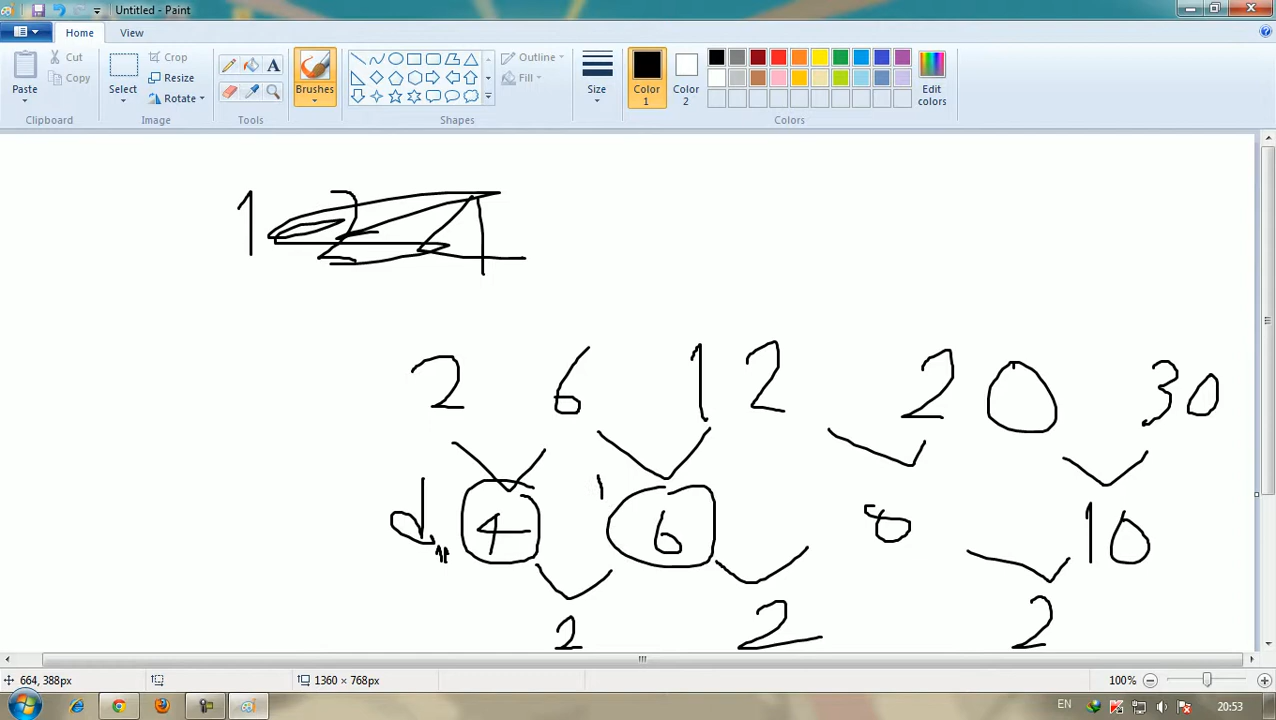 Untitled - Paint
Home View
Paste
Cut
Copy
Clipboard
Select
Crop
Resize
Rotate
Image
Tools
Brushes
Outline
Fill
Shapes
Size
Color 1
Color 2
Edit colors
Colors
1 2 4
2 6 12 20 30
d 4 6 8 10
2 2 2
664, 388px
1360 × 768px
100%
EN
20:53